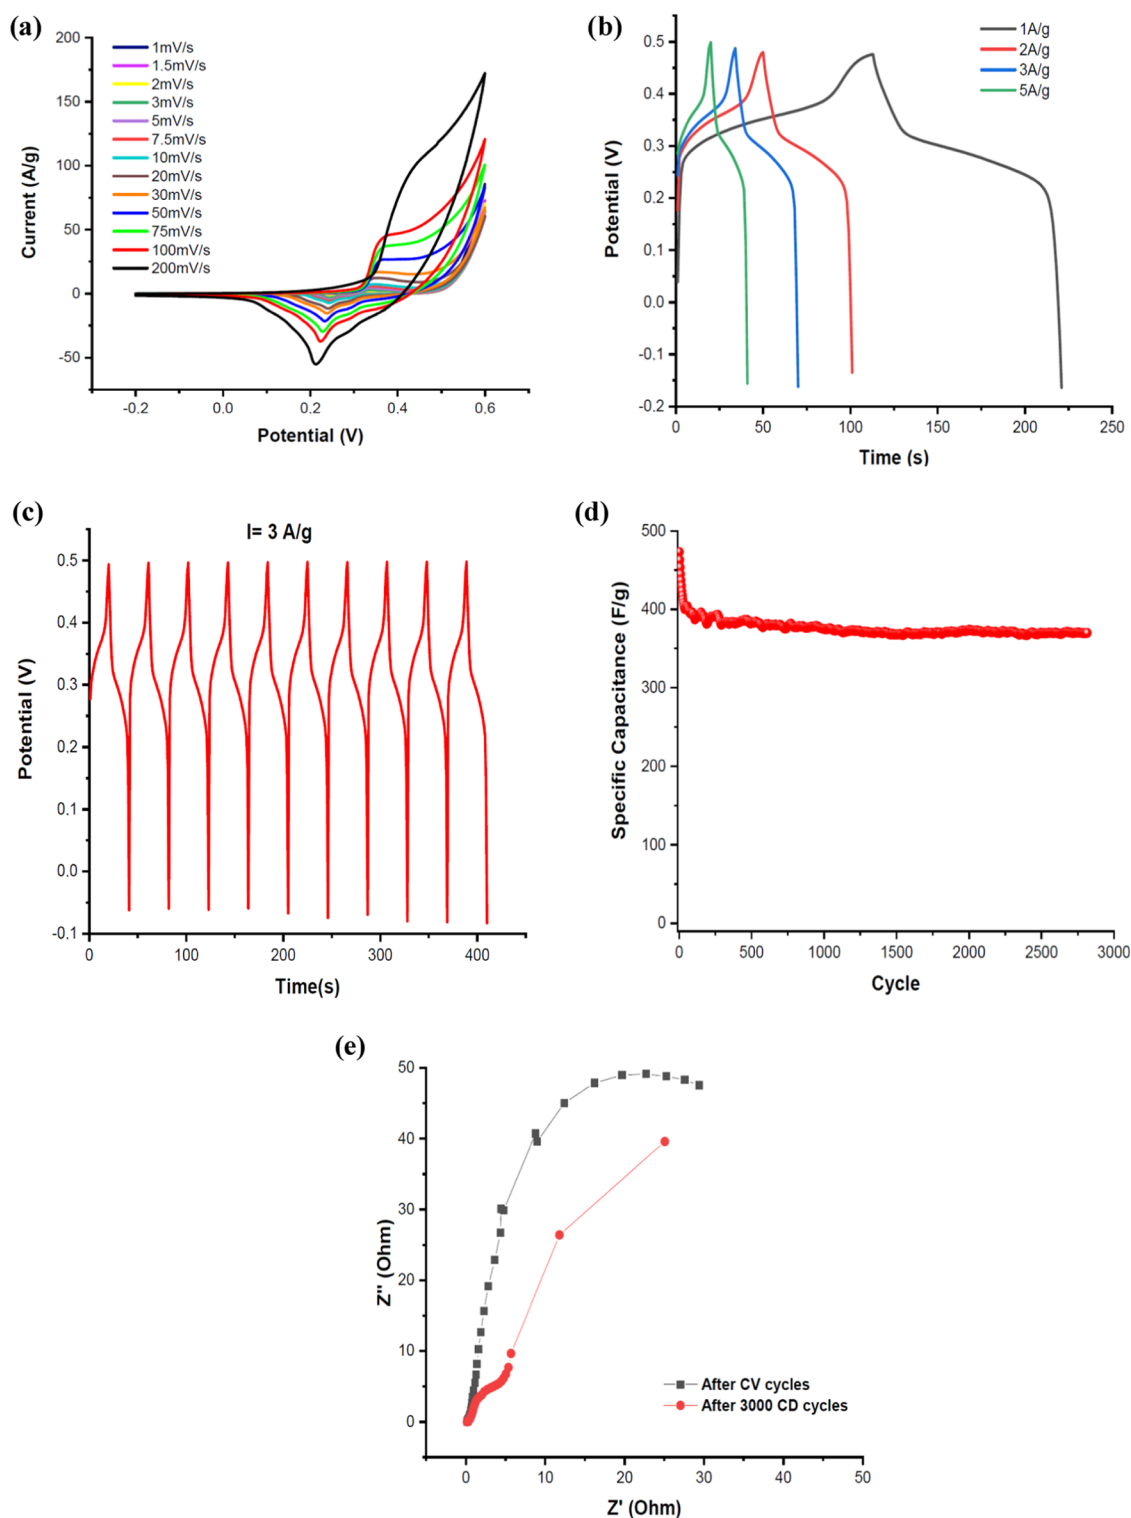 (a)
200
150
100
50
0
-50
-0.2
0.0
0.2
0.4
0.6
Current (A/g)
Potential (V)
1mV/s
1.5mV/s
2mV/s
3mV/s
5mV/s
7.5mV/s
10mV/s
20mV/s
30mV/s
50mV/s
75mV/s
100mV/s
200mV/s
(b)
0.5
0.4
0.3
0.2
0.1
0.0
-0.1
-0.2
0
50
100
150
200
250
Potential (V)
Time (s)
1A/g
2A/g
3A/g
5A/g
(c)
I= 3 A/g
0.5
0.4
0.3
0.2
0.1
0.0
-0.1
0
100
200
300
400
Potential (V)
Time(s)
(d)
500
400
300
200
100
0
0
500
1000
1500
2000
2500
3000
Specific Capacitance (F/g)
Cycle
(e)
50
40
30
20
10
0
0
10
20
30
40
50
Z'' (Ohm)
Z' (Ohm)
After CV cycles
After 3000 CD cycles